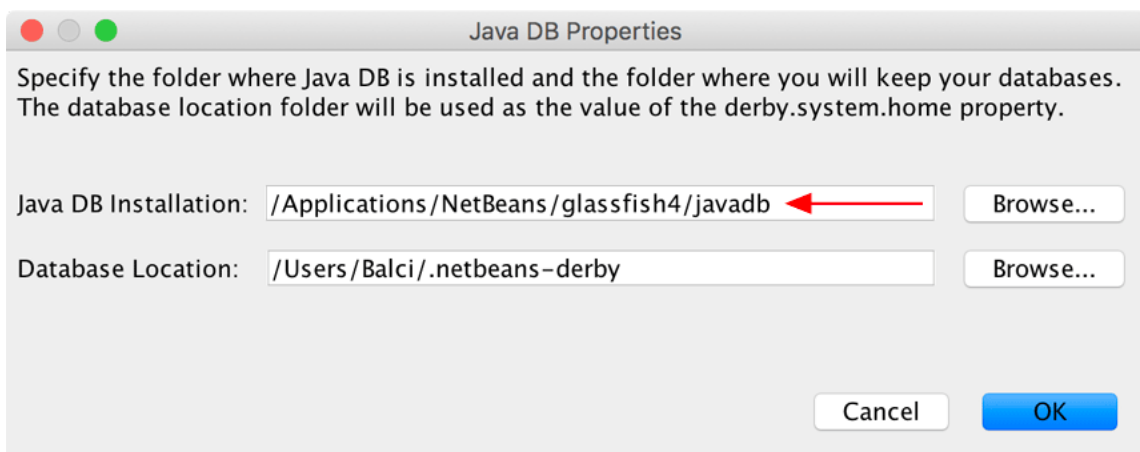 Java DB Properties
Specify the folder where Java DB is installed and the folder where you will keep your databases.
The database location folder will be used as the value of the derby.system.home property.
Java DB Installation: /Applications/NetBeans/glassfish4/javadb Browse...
Database Location: /Users/Balci/.netbeans-derby Browse...
Cancel OK